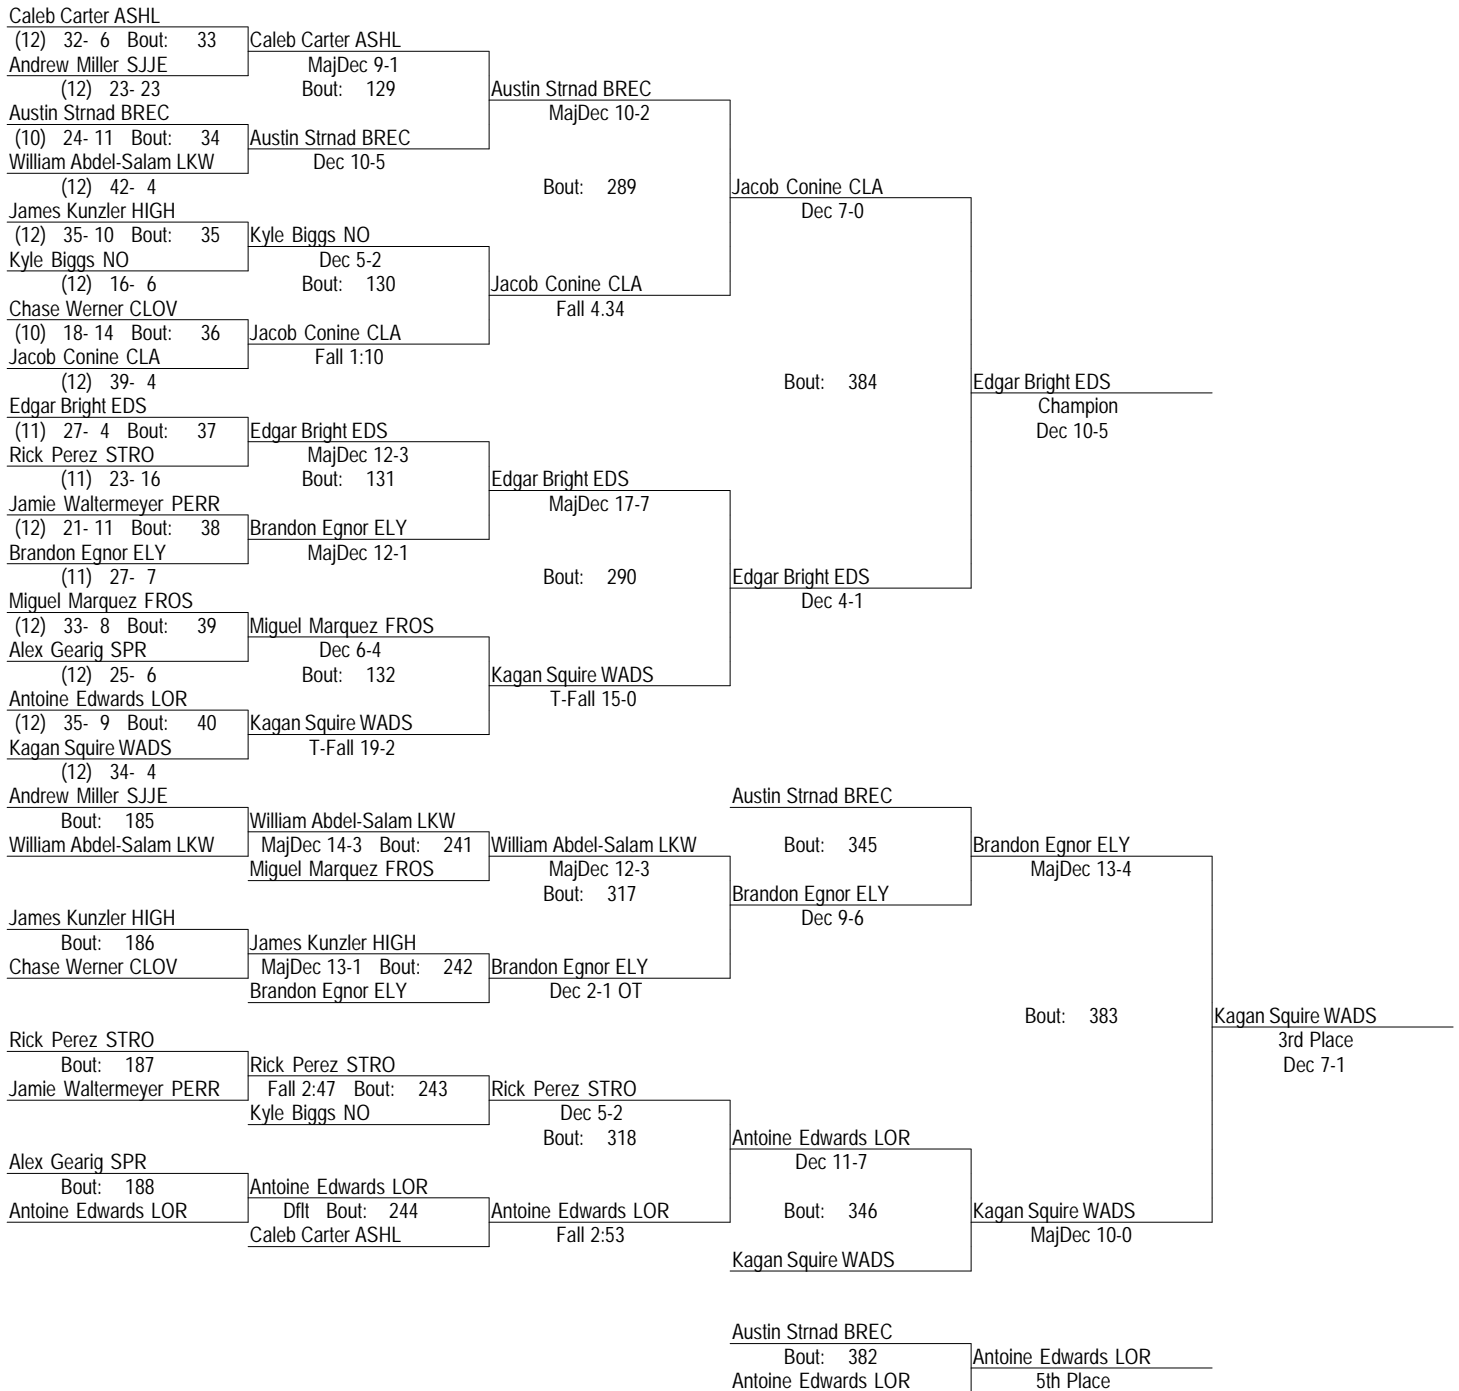 Caleb Carter ASHL
(12) 32- 6 Bout: 33 Caleb Carter ASHL
Andrew Miller SJJE MajDec 9-1
(12) 23- 23 Bout: 129 Austin Strnad BREC
Austin Strnad BREC MajDec 10-2
(10) 24- 11 Bout: 34 Austin Strnad BREC
William Abdel-Salam LKW Dec 10-5
(12) 42- 4 Bout: 289 Jacob Conine CLA
James Kunzler HIGH Dec 7-0
(12) 35- 10 Bout: 35 Kyle Biggs NO
Kyle Biggs NO Dec 5-2
(12) 16- 6 Bout: 130 Jacob Conine CLA
Chase Werner CLOV Fall 4.34
(10) 18- 14 Bout: 36 Jacob Conine CLA
Jacob Conine CLA Fall 1:10
(12) 39- 4 Bout: 384 Edgar Bright EDS
Edgar Bright EDS Champion
(11) 27- 4 Bout: 37 Edgar Bright EDS Dec 10-5
Rick Perez STRO MajDec 12-3
(11) 23- 16 Bout: 131 Edgar Bright EDS
Jamie Waltermeyer PERR MajDec 17-7
(12) 21- 11 Bout: 38 Brandon Egnor ELY
Brandon Egnor ELY MajDec 12-1
(11) 27- 7 Bout: 290 Edgar Bright EDS
Miguel Marquez FROS Dec 4-1
(12) 33- 8 Bout: 39 Miguel Marquez FROS
Alex Gearig SPR Dec 6-4
(12) 25- 6 Bout: 132 Kagan Squire WADS
Antoine Edwards LOR T-Fall 15-0
(12) 35- 9 Bout: 40 Kagan Squire WADS
Kagan Squire WADS T-Fall 19-2
(12) 34- 4
Andrew Miller SJJE Austin Strnad BREC
Bout: 185 William Abdel-Salam LKW
William Abdel-Salam LKW MajDec 14-3 Bout: 241 William Abdel-Salam LKW Bout: 345 Brandon Egnor ELY
Miguel Marquez FROS MajDec 12-3 MajDec 13-4
Bout: 317 Brandon Egnor ELY
James Kunzler HIGH Dec 9-6
Bout: 186 James Kunzler HIGH
Chase Werner CLOV MajDec 13-1 Bout: 242 Brandon Egnor ELY
Brandon Egnor ELY Dec 2-1 OT
Bout: 383 Kagan Squire WADS
Rick Perez STRO 3rd Place
Bout: 187 Rick Perez STRO Dec 7-1
Jamie Waltermeyer PERR Fall 2:47 Bout: 243 Rick Perez STRO
Kyle Biggs NO Dec 5-2
Bout: 318 Antoine Edwards LOR
Alex Gearig SPR Dec 11-7
Bout: 188 Antoine Edwards LOR
Antoine Edwards LOR Dflt Bout: 244 Antoine Edwards LOR Bout: 346 Kagan Squire WADS
Caleb Carter ASHL Fall 2:53 MajDec 10-0
Kagan Squire WADS
Austin Strnad BREC
Bout: 382 Antoine Edwards LOR
Antoine Edwards LOR 5th Place